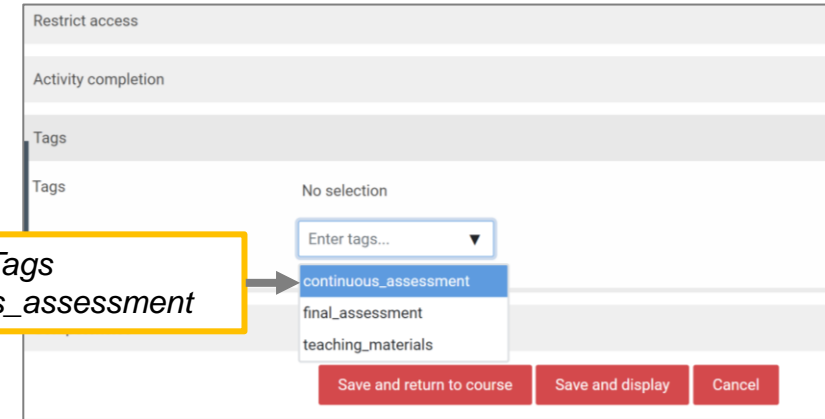 Restrict access
Activity completion
Tags
Tags
No selection
Enter tags...
Tags
s_assessment
continuous_assessment
final_assessment
teaching_materials
Save and return to course
Save and display
Cancel